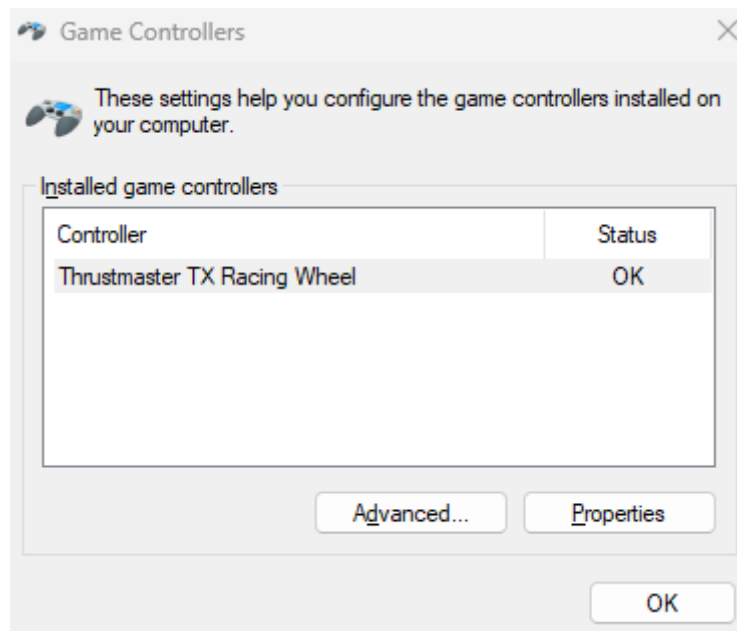 Game Controllers
These settings help you configure the game controllers installed on
your computer.
Installed game controllers
Controller Status
Thrustmaster TX Racing Wheel OK
Advanced... Properties
OK